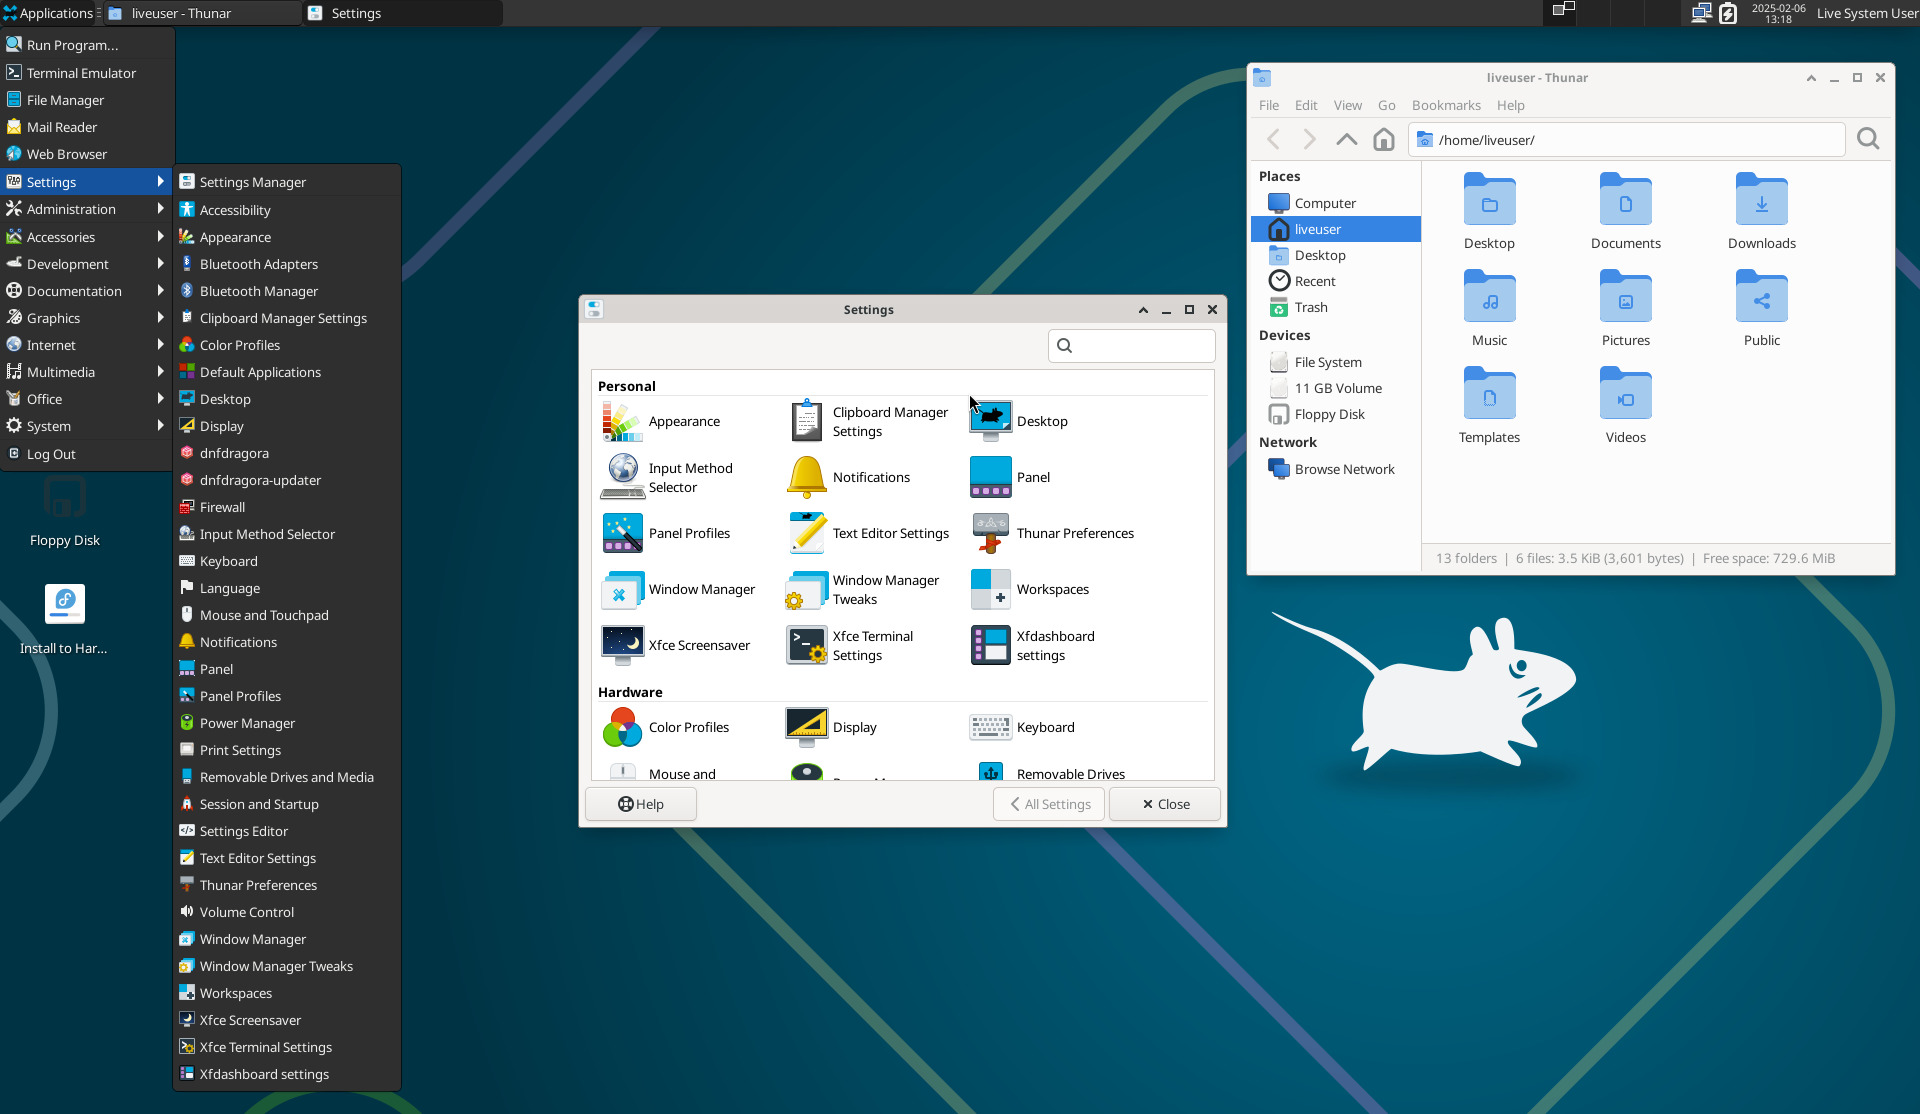 Applications
liveuser - Thunar
Settings
2025-02-06
13:18
Live System User
Run Program...
Terminal Emulator
File Manager
Mail Reader
Web Browser
Settings
Administration
Accessories
Development
Documentation
Graphics
Internet
Multimedia
Office
System
Log Out
Settings Manager
Accessibility
Appearance
Bluetooth Adapters
Bluetooth Manager
Clipboard Manager Settings
Color Profiles
Default Applications
Desktop
Display
dnfdragora
dnfdragora-updater
Firewall
Input Method Selector
Keyboard
Language
Mouse and Touchpad
Notifications
Panel
Panel Profiles
Power Manager
Print Settings
Removable Drives and Media
Session and Startup
Settings Editor
Text Editor Settings
Thunar Preferences
Volume Control
Window Manager
Window Manager Tweaks
Workspaces
Xfce Screensaver
Xfce Terminal Settings
Xfdashboard settings
Floppy Disk
Install to Har...
Settings
Personal
Appearance
Clipboard Manager
Settings
Desktop
Input Method
Selector
Notifications
Panel
Panel Profiles
Text Editor Settings
Thunar Preferences
Window Manager
Window Manager
Tweaks
Workspaces
Xfce Screensaver
Xfce Terminal
Settings
Xfdashboard
settings
Hardware
Color Profiles
Display
Keyboard
Mouse and
Removable Drives
Help
All Settings
Close
liveuser - Thunar
File Edit View Go Bookmarks Help
/home/liveuser/
Places
Computer
liveuser
Desktop
Recent
Trash
Devices
File System
11 GB Volume
Floppy Disk
Network
Browse Network
Desktop
Documents
Downloads
Music
Pictures
Public
Templates
Videos
13 folders | 6 files: 3.5 KiB (3,601 bytes) | Free space: 729.6 MiB